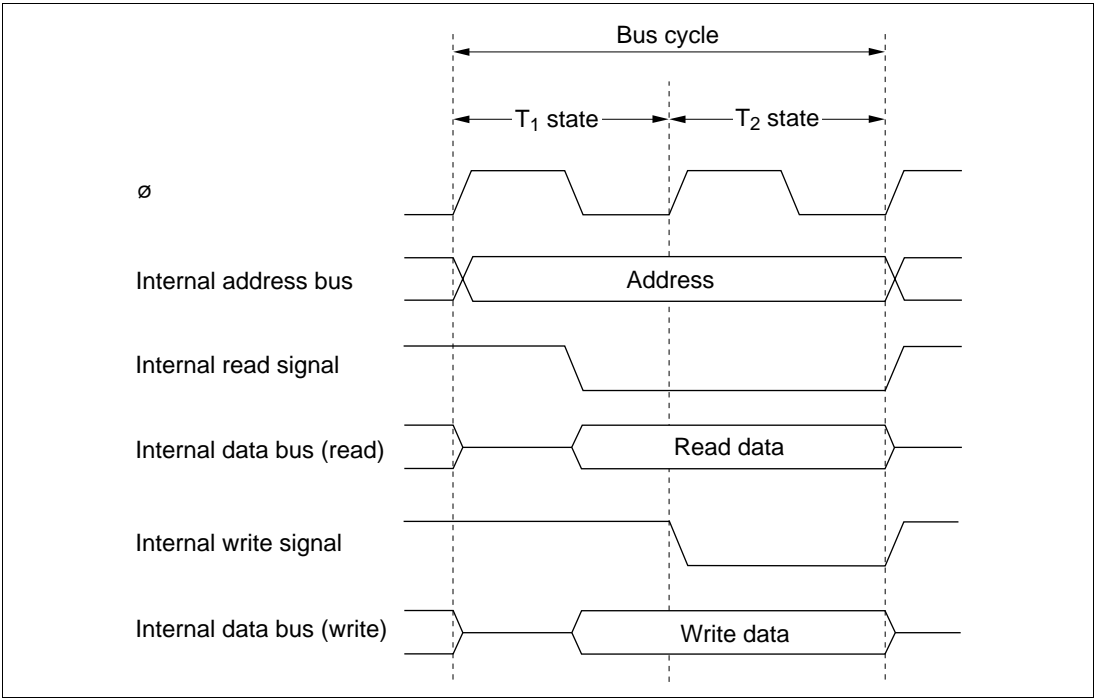 Bus cycle
T₁ state
T₂ state
ø
Internal address bus
Address
Internal read signal
Internal data bus (read)
Read data
Internal write signal
Internal data bus (write)
Write data